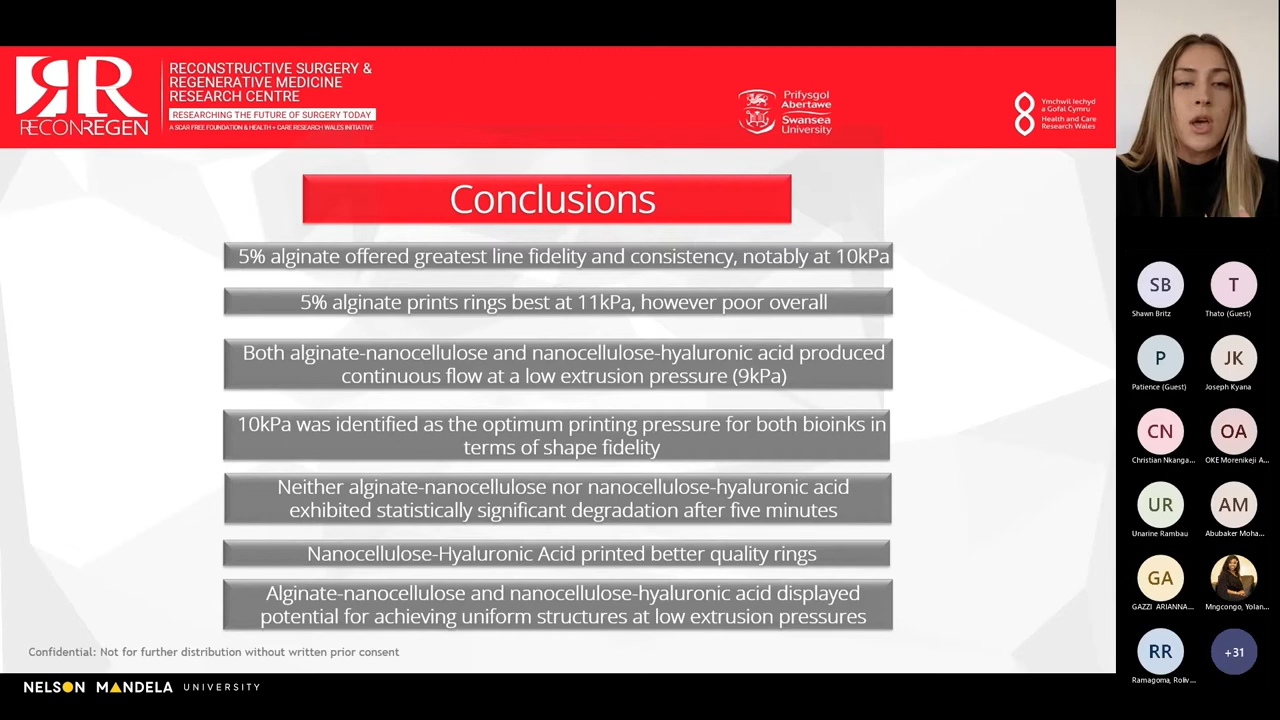 RECONREGEN
RECONSTRUCTIVE SURGERY &
REGENERATIVE MEDICINE
RESEARCH CENTRE
RESEARCHING THE FUTURE OF SURGERY TODAY
A SCAR FREE FOUNDATION & HEALTH + CARE RESEARCH WALES INITIATIVE
Prifysgol
Abertawe
Swansea
University
Ymchwil Iechyd
a Gofal Cymru
Health and Care
Research Wales
Conclusions
5% alginate offered greatest line fidelity and consistency, notably at 10kPa
5% alginate prints rings best at 11kPa, however poor overall
Both alginate-nanocellulose and nanocellulose-hyaluronic acid produced
continuous flow at a low extrusion pressure (9kPa)
10kPa was identified as the optimum printing pressure for both bioinks in
terms of shape fidelity
Neither alginate-nanocellulose nor nanocellulose-hyaluronic acid
exhibited statistically significant degradation after five minutes
Nanocellulose-Hyaluronic Acid printed better quality rings
Alginate-nanocellulose and nanocellulose-hyaluronic acid displayed
potential for achieving uniform structures at low extrusion pressures
Confidential: Not for further distribution without written prior consent
NELSON MANDELA UNIVERSITY
SB
T
Shawn Britz
Thato (Guest)
P
JK
Patience (Guest)
Joseph Kyana
CN
OA
Christian Nkanga...
OKE Morenikeji A...
UR
AM
Unarine Rambau
Abubaker Moha...
GA
GAZZI ARIANNA...
Mngcongo, Yolan...
RR
+31
Ramagoma, Roliv...